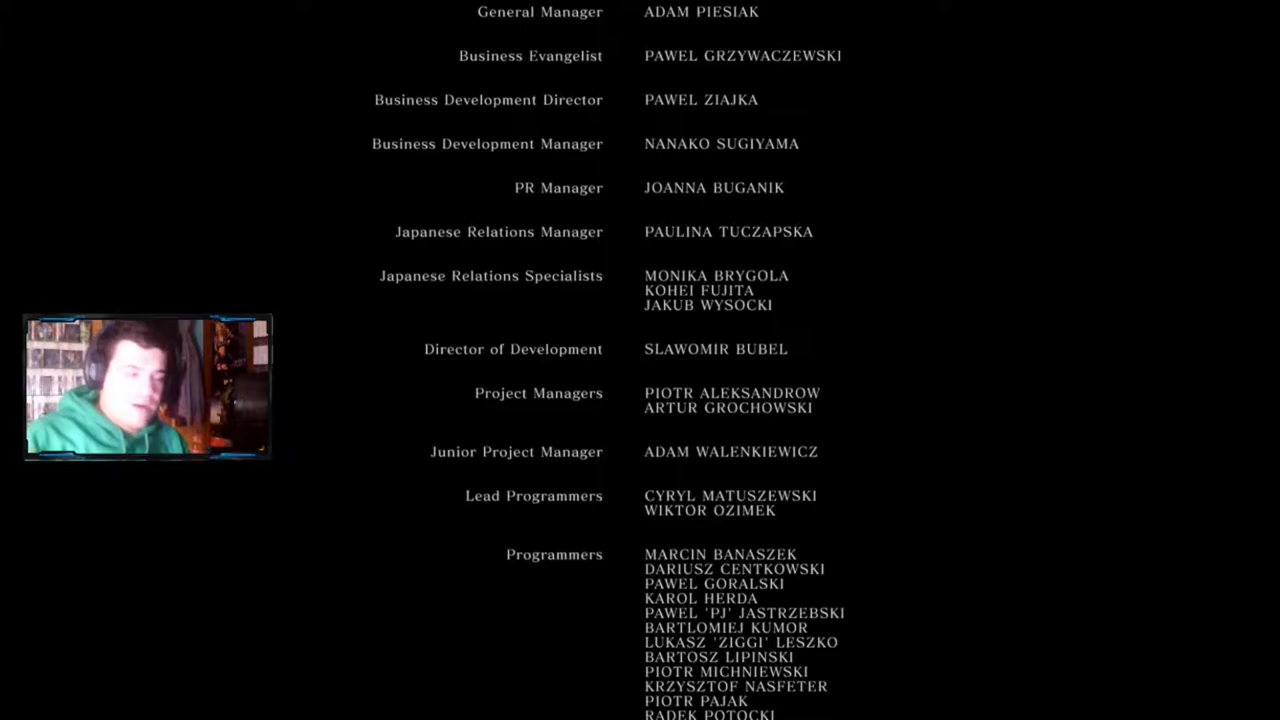 General Manager ADAM PIESIAK
Business Evangelist PAWEL GRZYWACZEWSKI
Business Development Director PAWEL ZIAJKA
Business Development Manager NANAKO SUGIYAMA
PR Manager JOANNA BUGANIK
Japanese Relations Manager PAULINA TUCZAPSKA
Japanese Relations Specialists MONIKA BRYGOLA
KOHEI FUJITA
JAKUB WYSOCKI
Director of Development SLAWOMIR BUBEL
Project Managers PIOTR ALEKSANDROW
ARTUR GROCHOWSKI
Junior Project Manager ADAM WALENKIEWICZ
Lead Programmers CYRYL MATUSZEWSKI
WIKTOR OZIMEK
Programmers MARCIN BANASZEK
DARIUSZ CENTKOWSKI
PAWEL GORALSKI
KAROL HERDA
PAWEL 'PJ' JASTRZEBSKI
BARTLOMIEJ KUMOR
LUKASZ 'ZIGGI' LESZKO
BARTOSZ LIPINSKI
PIOTR MICHNIEWSKI
KRZYSZTOF NASFETER
PIOTR PAJAK
RADEK POTOCKI